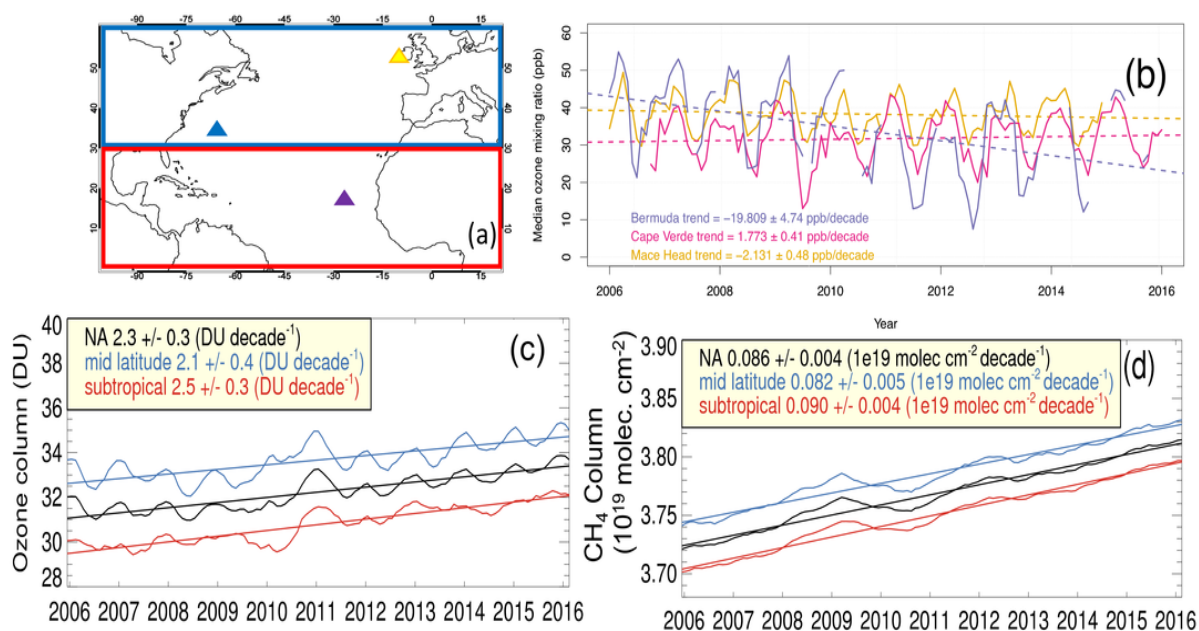 -90 -75 -60 -45 -30 -15 0 15
50 50
40 40
30 30
20 20
10 10
(a)
-90 -75 -60 -45 -30 -15 0 15
Median ozone mixing ratio (ppb)
60
50
40
30
20
10
0
(b)
Bermuda trend = −19.809 ± 4.74 ppb/decade
Cape Verde trend = 1.773 ± 0.41 ppb/decade
Mace Head trend = −2.131 ± 0.48 ppb/decade
2006 2008 2010 2012 2014 2016
Year
Ozone column (DU)
40
38
36
34
32
30
28
NA 2.3 +/- 0.3 (DU decade⁻¹)
mid latitude 2.1 +/- 0.4 (DU decade⁻¹)
subtropical 2.5 +/- 0.3 (DU decade⁻¹)
(c)
2006 2007 2008 2009 2010 2011 2012 2013 2014 2015 2016
CH₄ Column
(10¹⁹ molec. cm⁻²)
3.90
3.85
3.80
3.75
3.70
NA 0.086 +/- 0.004 (1e19 molec cm⁻² decade⁻¹)
mid latitude 0.082 +/- 0.005 (1e19 molec cm⁻² decade⁻¹)
subtropical 0.090 +/- 0.004 (1e19 molec cm⁻² decade⁻¹)
(d)
2006 2007 2008 2009 2010 2011 2012 2013 2014 2015 2016